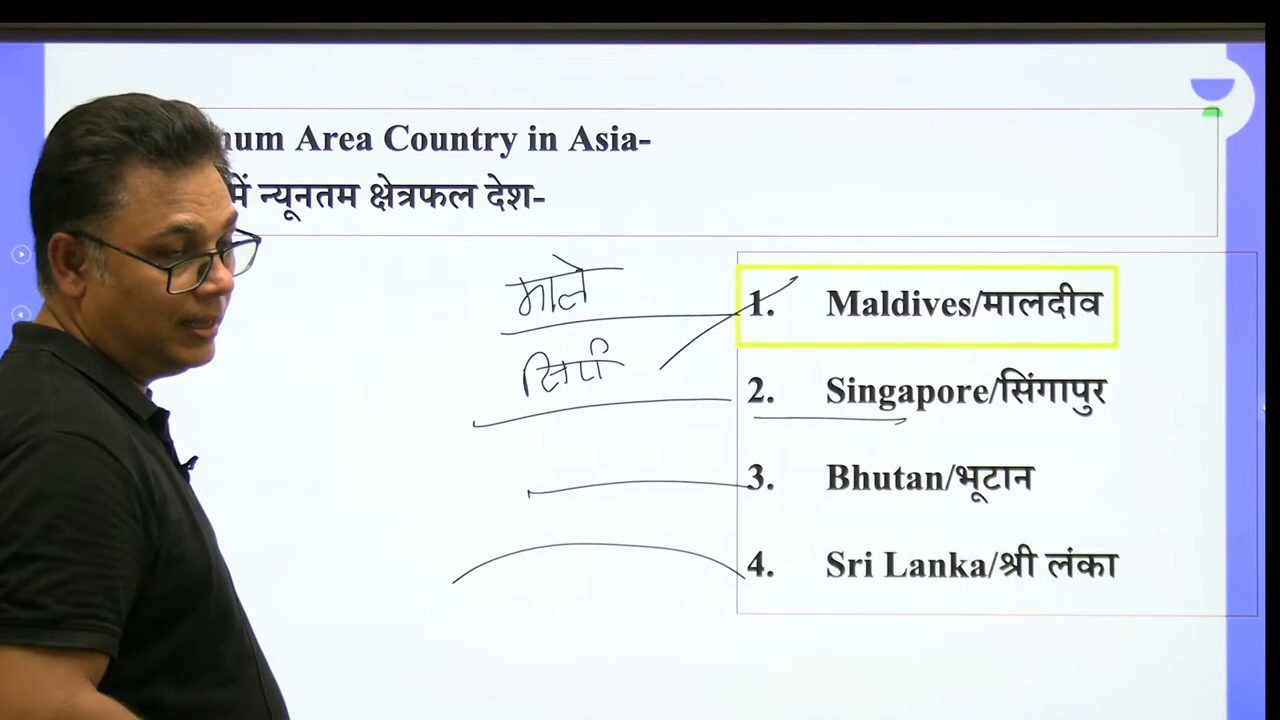 num Area Country in Asia-
में न्यूनतम क्षेत्रफल देश-
माले
1. Maldives/मालदीव
2. Singapore/सिंगापुर
3. Bhutan/भूटान
4. Sri Lanka/श्री लंका